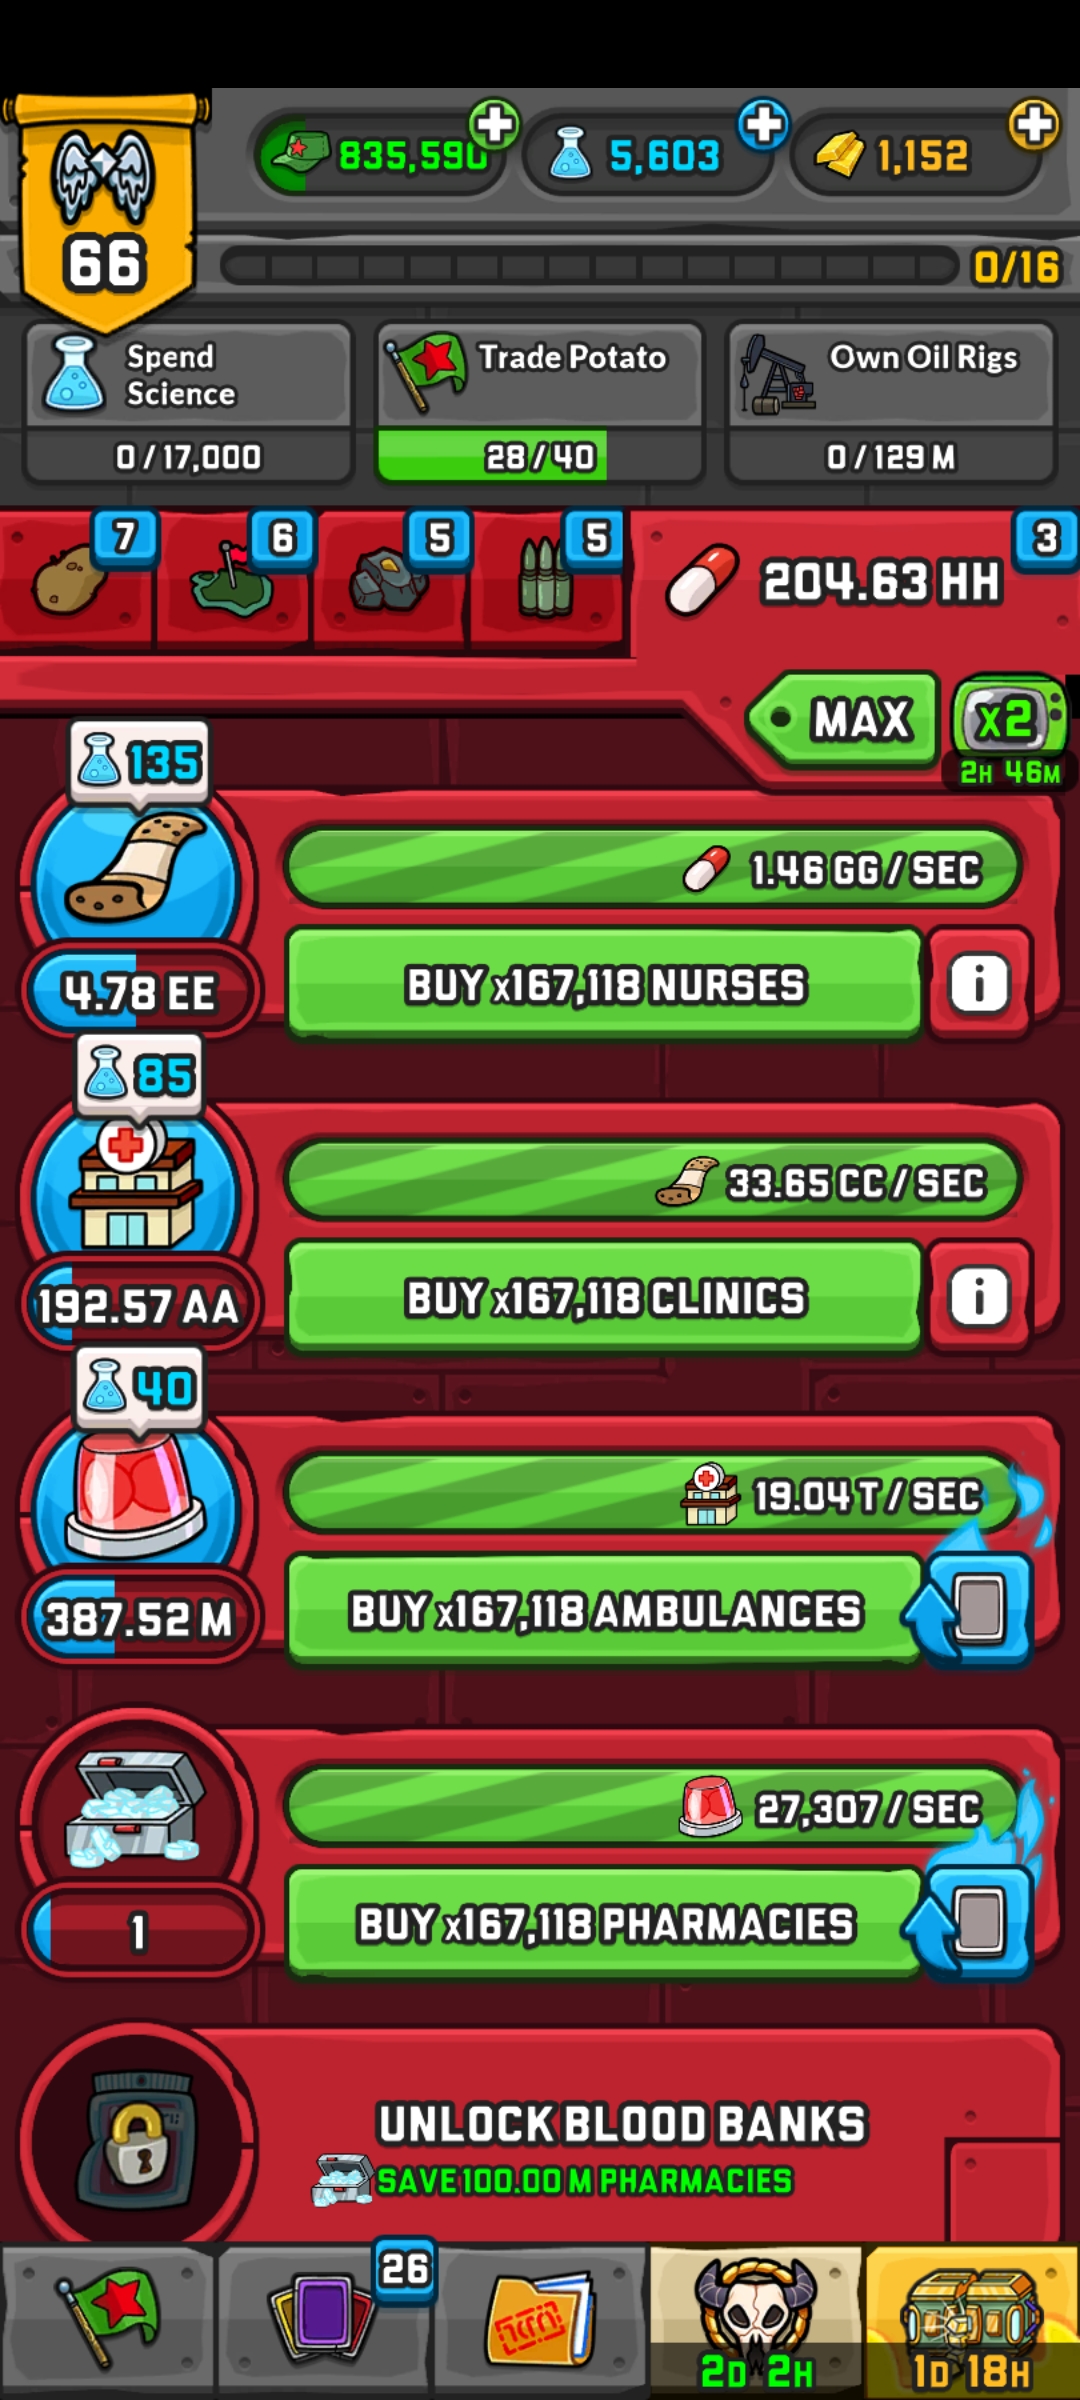 66
835,590
5,603
1,152
0/16
Spend
Science
0/17,000
Trade Potato
28/40
Own Oil Rigs
0/129 M
7
6
5
5
3
204.63 HH
MAX
x2
2H 46M
135
1.46 GG/SEC
4.78 EE
BUY x167,118 NURSES
i
85
33.65 CC/SEC
192.57 AA
BUY x167,118 CLINICS
i
40
19.04 T/SEC
387.52 M
BUY x167,118 AMBULANCES
27,307/SEC
1
BUY x167,118 PHARMACIES
UNLOCK BLOOD BANKS
SAVE 100.00 M PHARMACIES
26
2D 2H
1D 18H